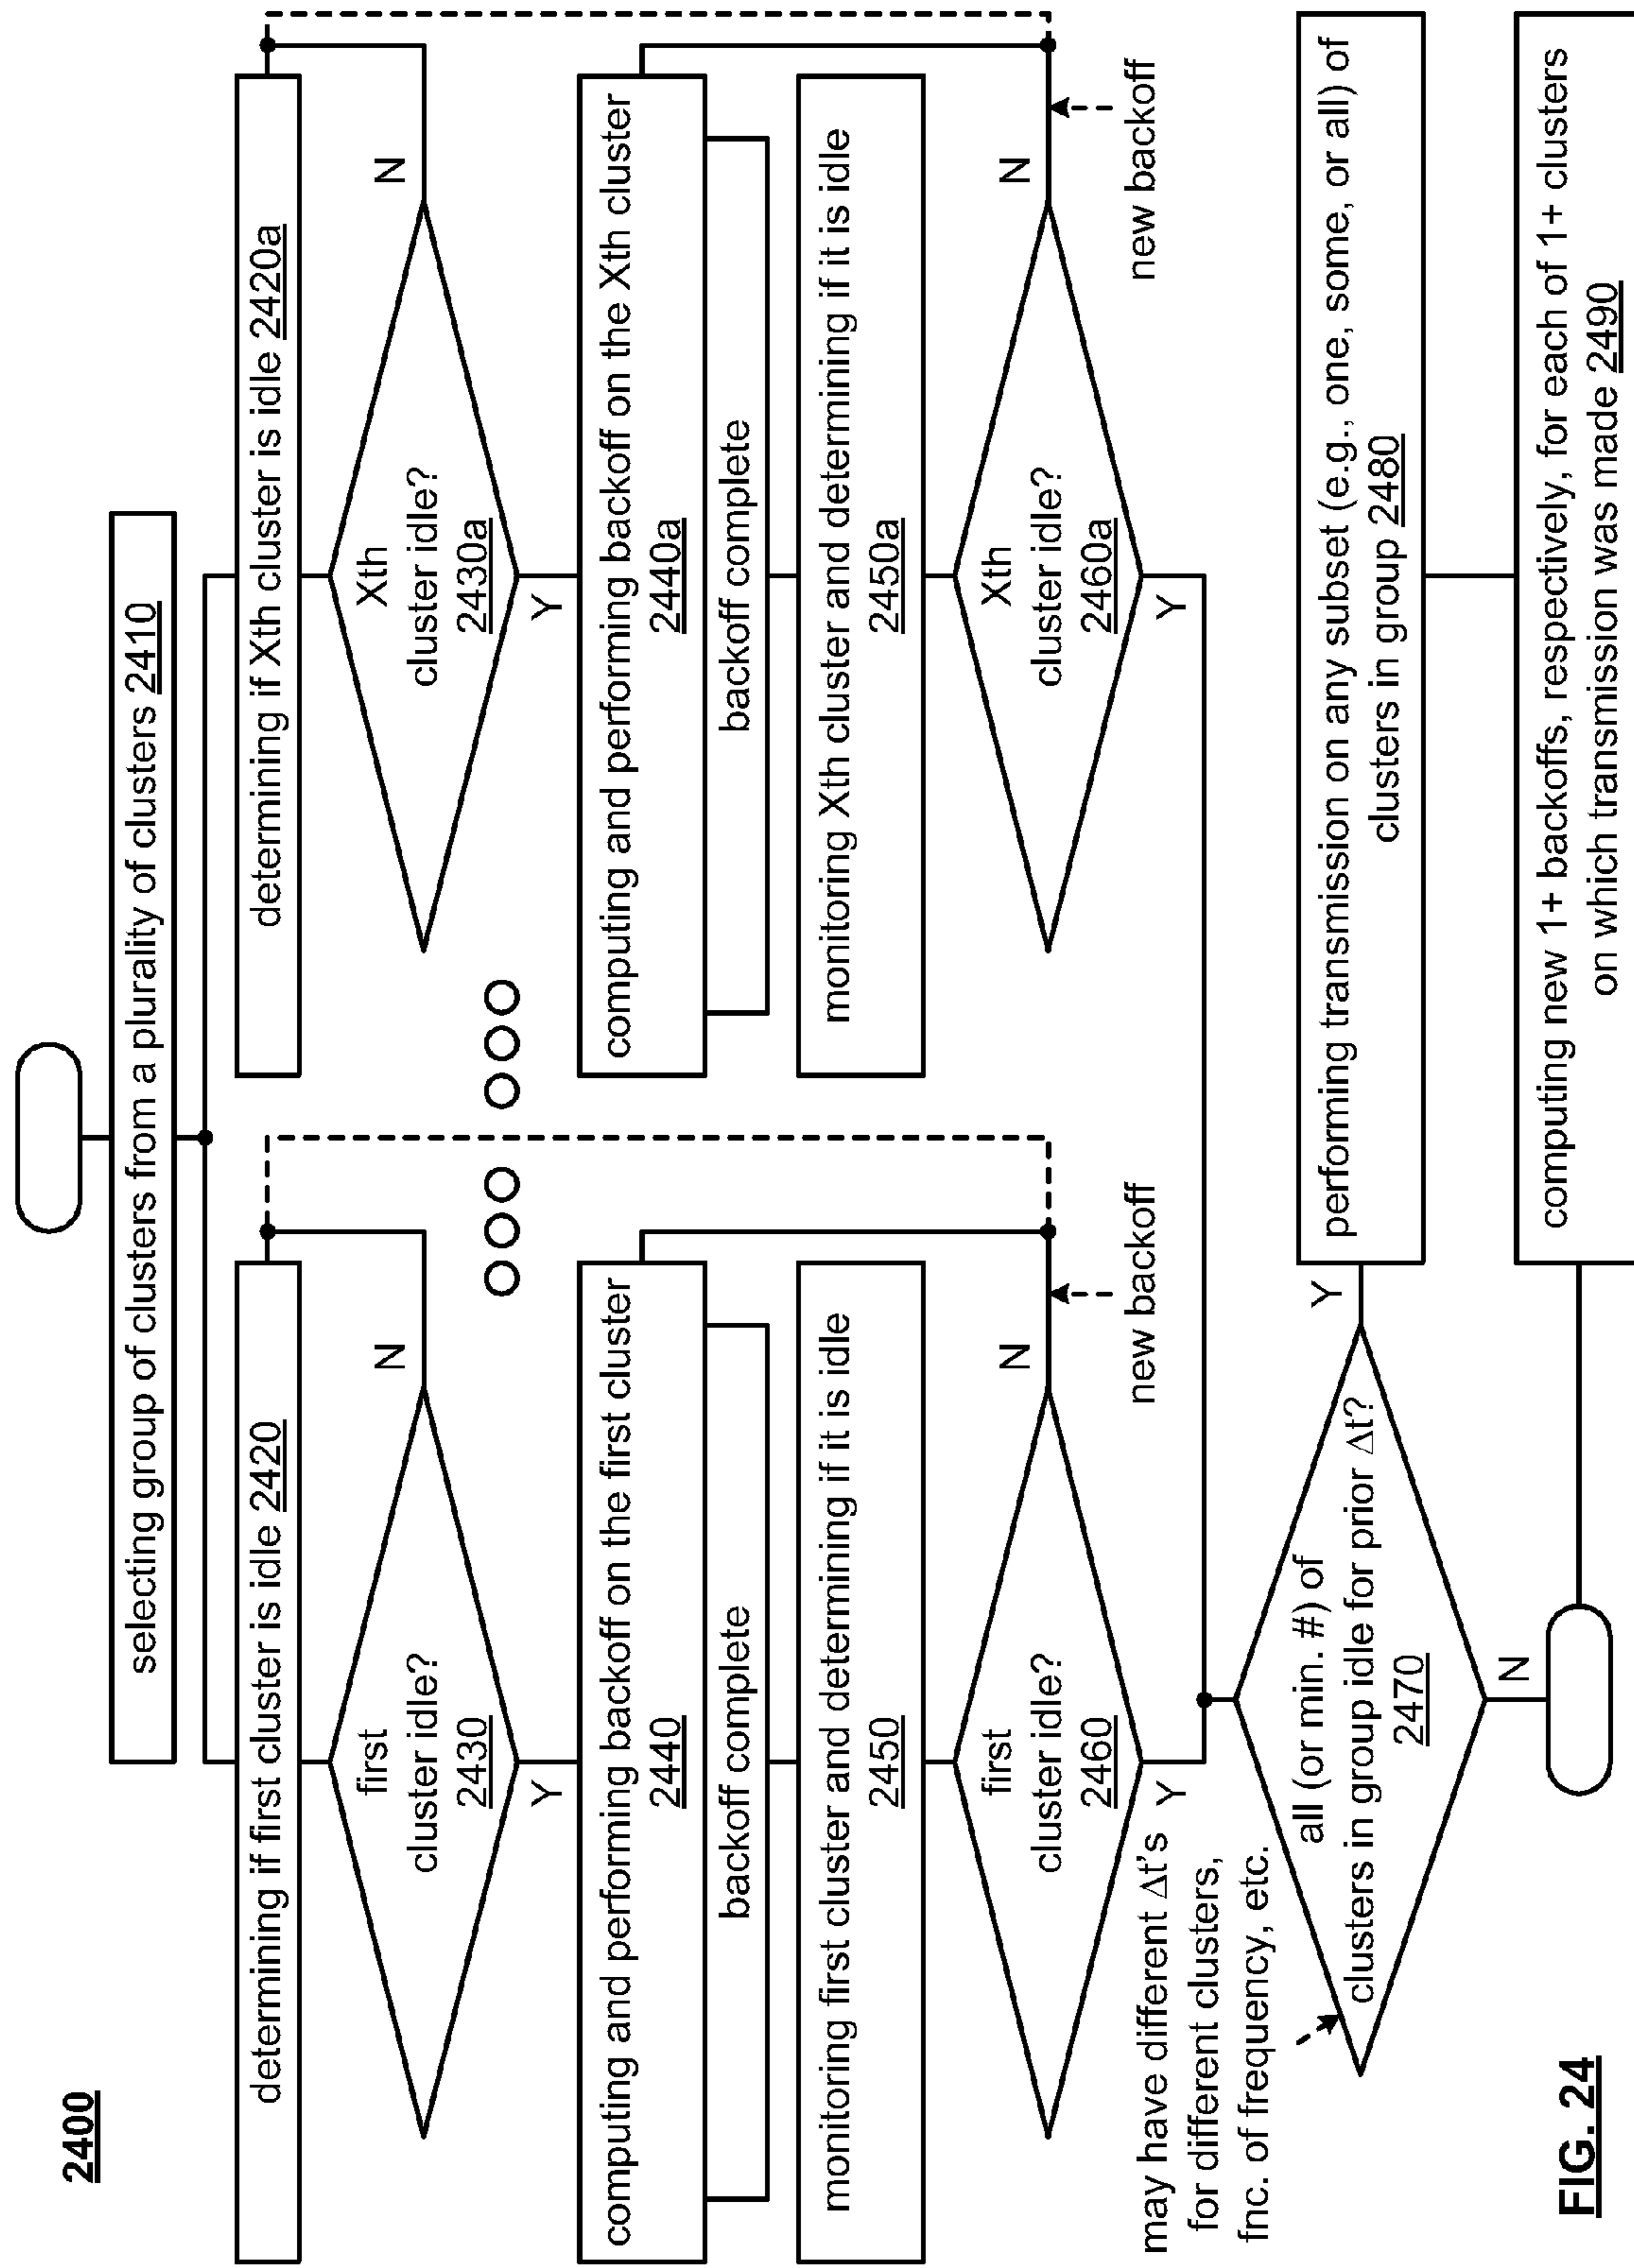 2400
selecting group of clusters from a plurality of clusters 2410
determining if first cluster is idle 2420
first
cluster idle?
2430
N
Y
computing and performing backoff on the first cluster
2440
backoff complete
monitoring first cluster and determining if it is idle
2450
first
cluster idle?
2460
N
Y
new backoff
determining if Xth cluster is idle 2420a
Xth
cluster idle?
2430a
N
Y
computing and performing backoff on the Xth cluster
2440a
backoff complete
monitoring Xth cluster and determining if it is idle
2450a
Xth
cluster idle?
2460a
N
Y
new backoff
may have different Δt's
for different clusters,
fnc. of frequency, etc.
all (or min. #) of
clusters in group idle for prior Δt?
2470
Y
N
performing transmission on any subset (e.g., one, some, or all) of
clusters in group 2480
computing new 1+ backoffs, respectively, for each of 1+ clusters
on which transmission was made 2490
FIG. 24